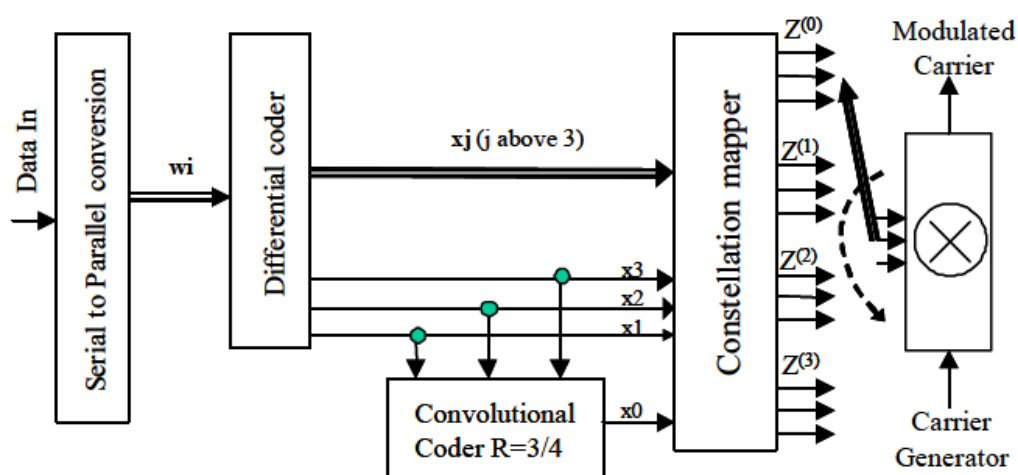 Data In
Serial to Parallel conversion
wi
Differential coder
xj (j above 3)
x3
x2
x1
Convolutional
Coder R=3/4
x0
Constellation mapper
Z(0)
Z(1)
Z(2)
Z(3)
Modulated
Carrier
Carrier
Generator